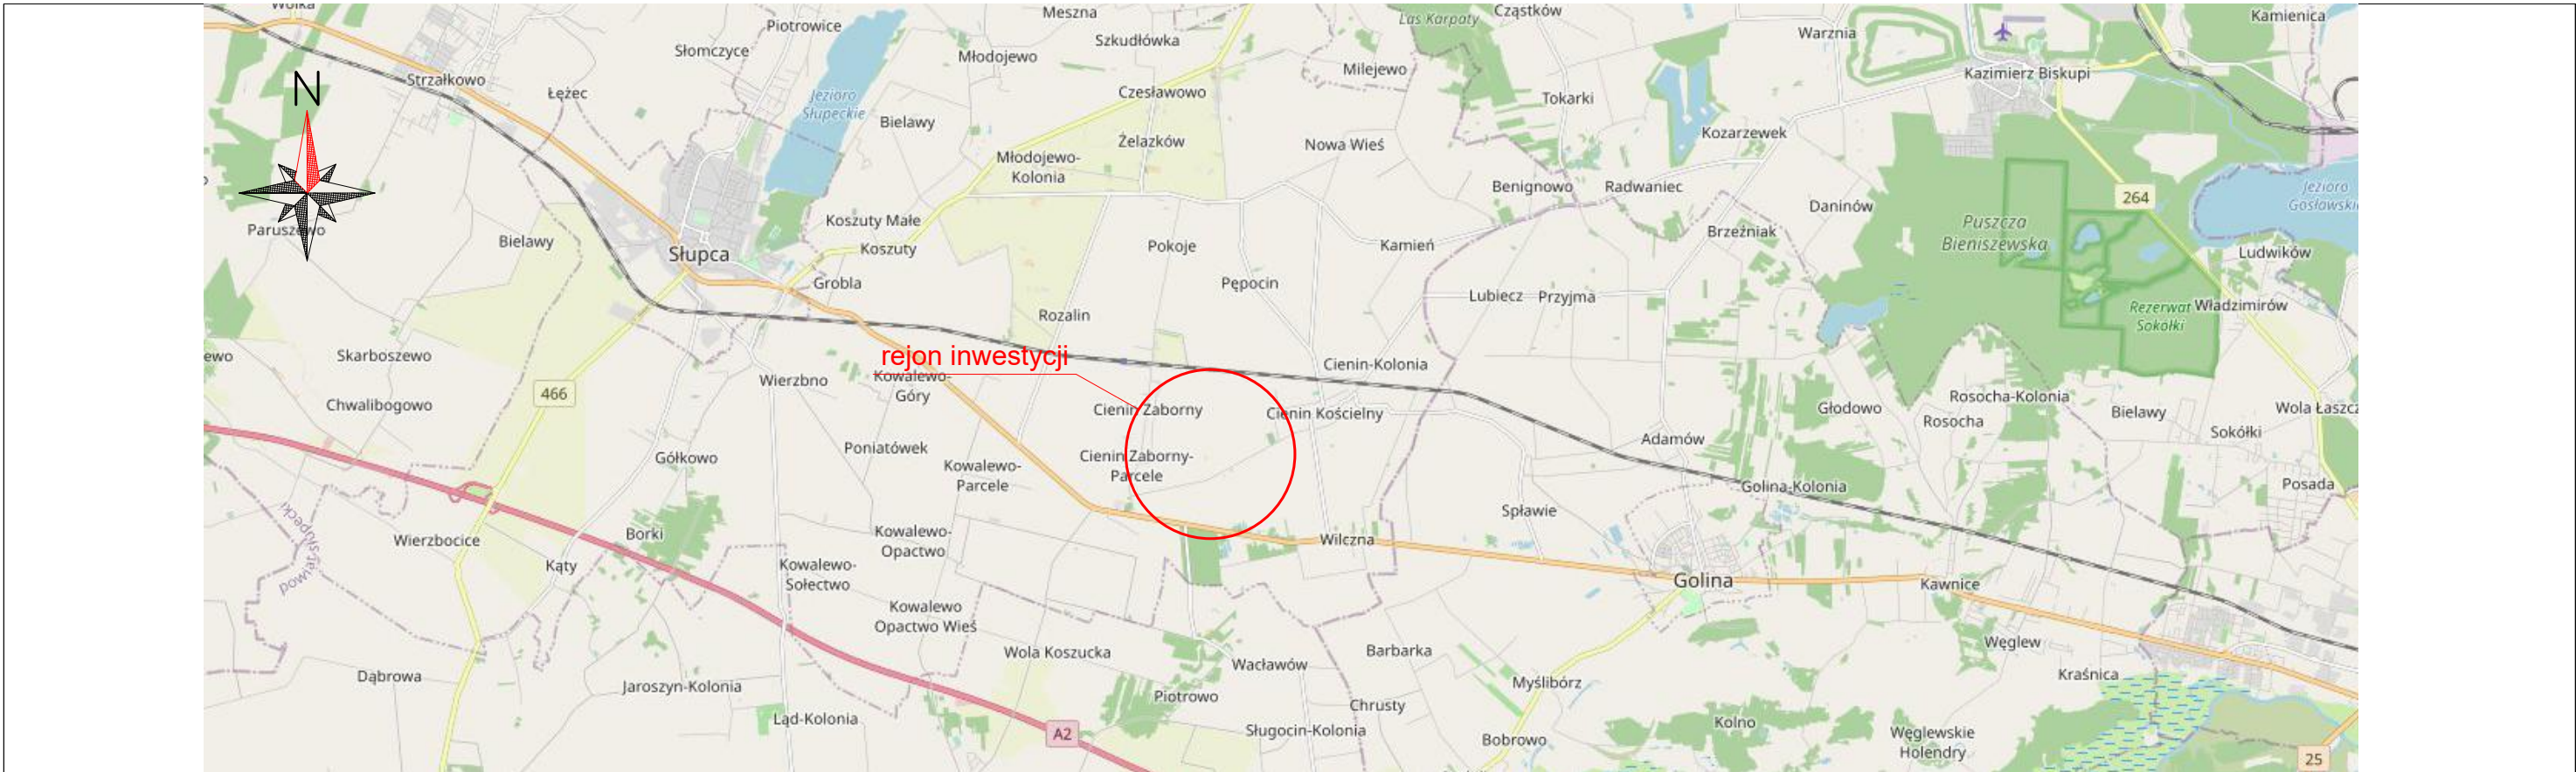 Wólka
Piotrowice
Meszna
Las Karpaty
Cząstków
Kamienica
Słomczyce
Szkudłówka
Warznia
Młodojewo
Milejewo
Kazimierz Biskupi
Strzałkowo
N
Łężec
Jezioro
Słupeckie
Czesławowo
Tokarki
Bielawy
Kozarzewek
Żelazków
Nowa Wieś
Młodojewo-
Kolonia
Benignowo
Radwaniec
Jezioro
Gosławski
264
Daninów
Koszuty Małe
Puszcza
Bieniszewska
Paruszewo
Brzeźniak
Bielawy
Koszuty
Pokoje
Kamień
Słupca
Ludwików
Grobla
Pępocin
Lubiecz
Przyjma
Rezerwat
Sokółki
Władzimirów
Rozalin
ewo
Skarboszewo
rejon inwestycji
Cienin-Kolonia
Wierzbno
Kowalewo-
Góry
466
Chwalibogowo
Cienin Zaborny
Cienin Kościelny
Głodowo
Rosocha-Kolonia
Rosocha
Bielawy
Wola Łaszcz
Sokółki
Adamów
Poniatówek
Gółkowo
Kowalewo-
Parcele
Cienin Zaborny-
Parcele
Golina-Kolonia
Posada
Spławie
powiat słupecki
Wierzbocice
Borki
Kowalewo-
Opactwo
Wilczna
Kąty
Kowalewo-
Sołectwo
Golina
Kawnice
Kowalewo
Opactwo Wieś
Węglew
Wola Koszucka
Wacławów
Barbarka
Dąbrowa
Jaroszyn-Kolonia
Piotrowo
Myślibórz
Kraśnica
Ląd-Kolonia
Chrusty
A2
Sługocin-Kolonia
Bobrowo
Kolno
Węglewskie
Holendry
25